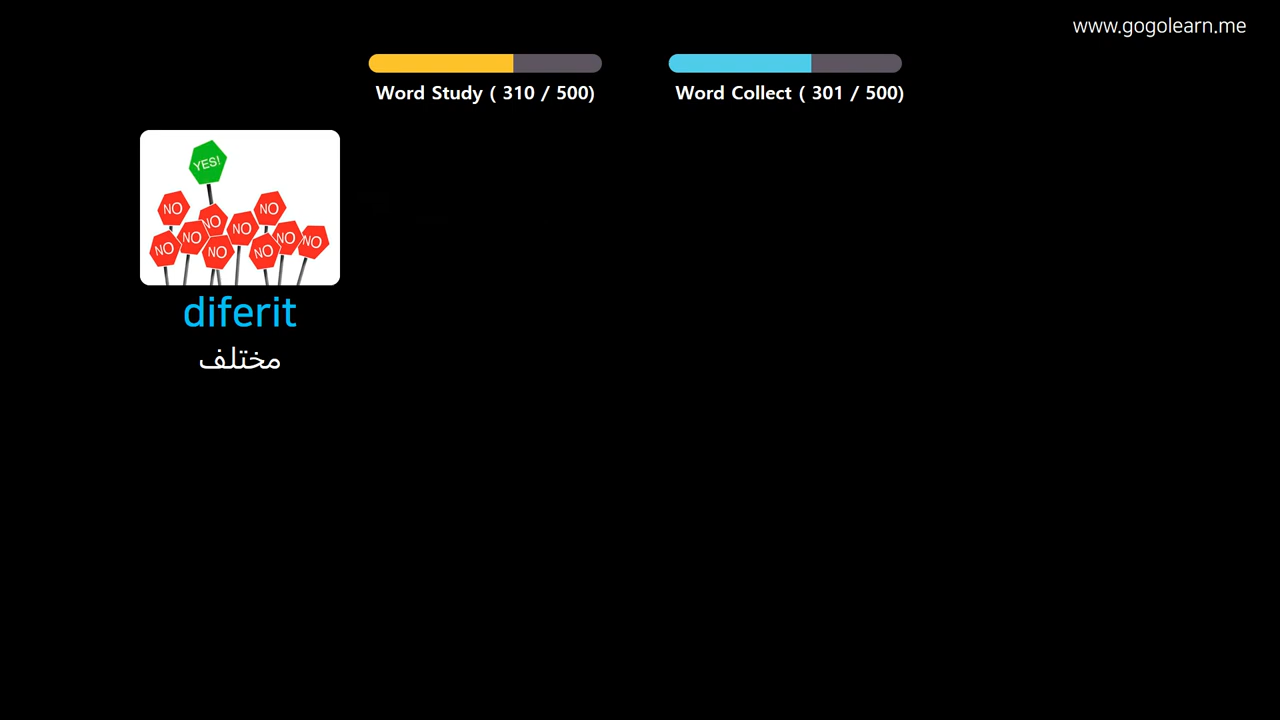 www.gogolearn.me
Word Study ( 310 / 500)
Word Collect ( 301 / 500)
YES!
NO
NO
NO
NO
NO
NO
NO
NO
NO
NO
diferit
مختلف